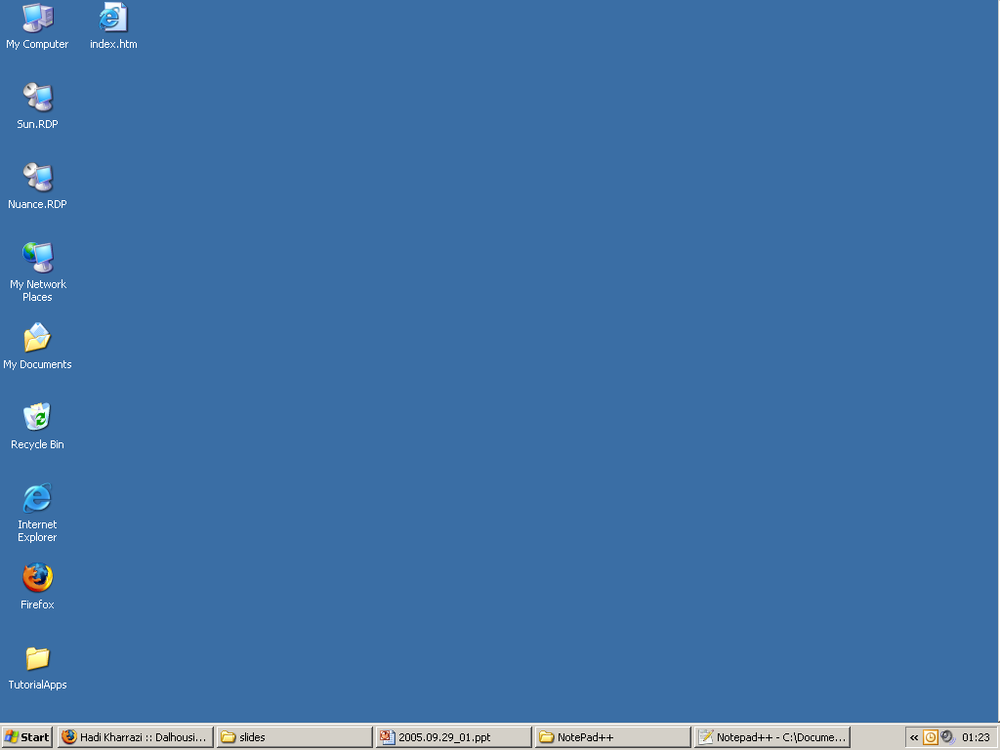 My Computer
index.htm
Sun.RDP
Nuance.RDP
My Network
Places
My Documents
Recycle Bin
Internet
Explorer
Firefox
TutorialApps
Start
Hadi Kharrazi :: Dalhousi...
slides
2005.09.29_01.ppt
NotePad++
Notepad++ - C:\Docume...
«
01:23